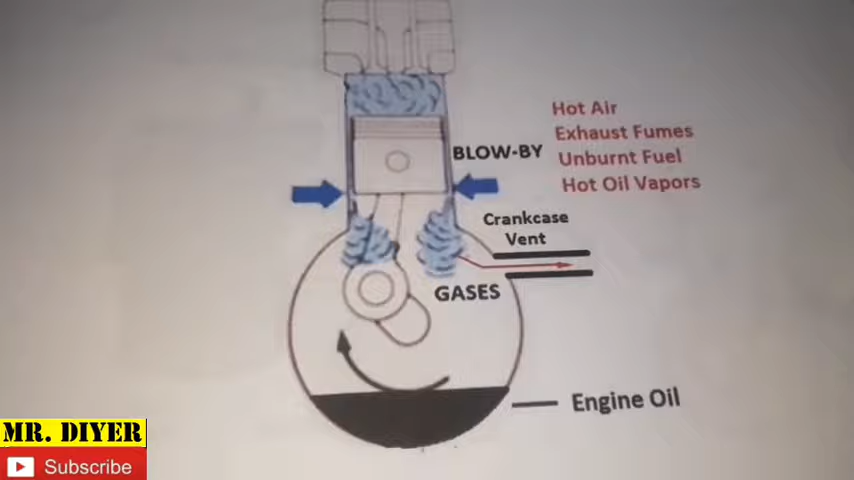 Hot Air
Exhaust Fumes
BLOW-BY
Unburnt Fuel
Hot Oil Vapors
Crankcase
Vent
GASES
Engine Oil
MR. DIYER
Subscribe